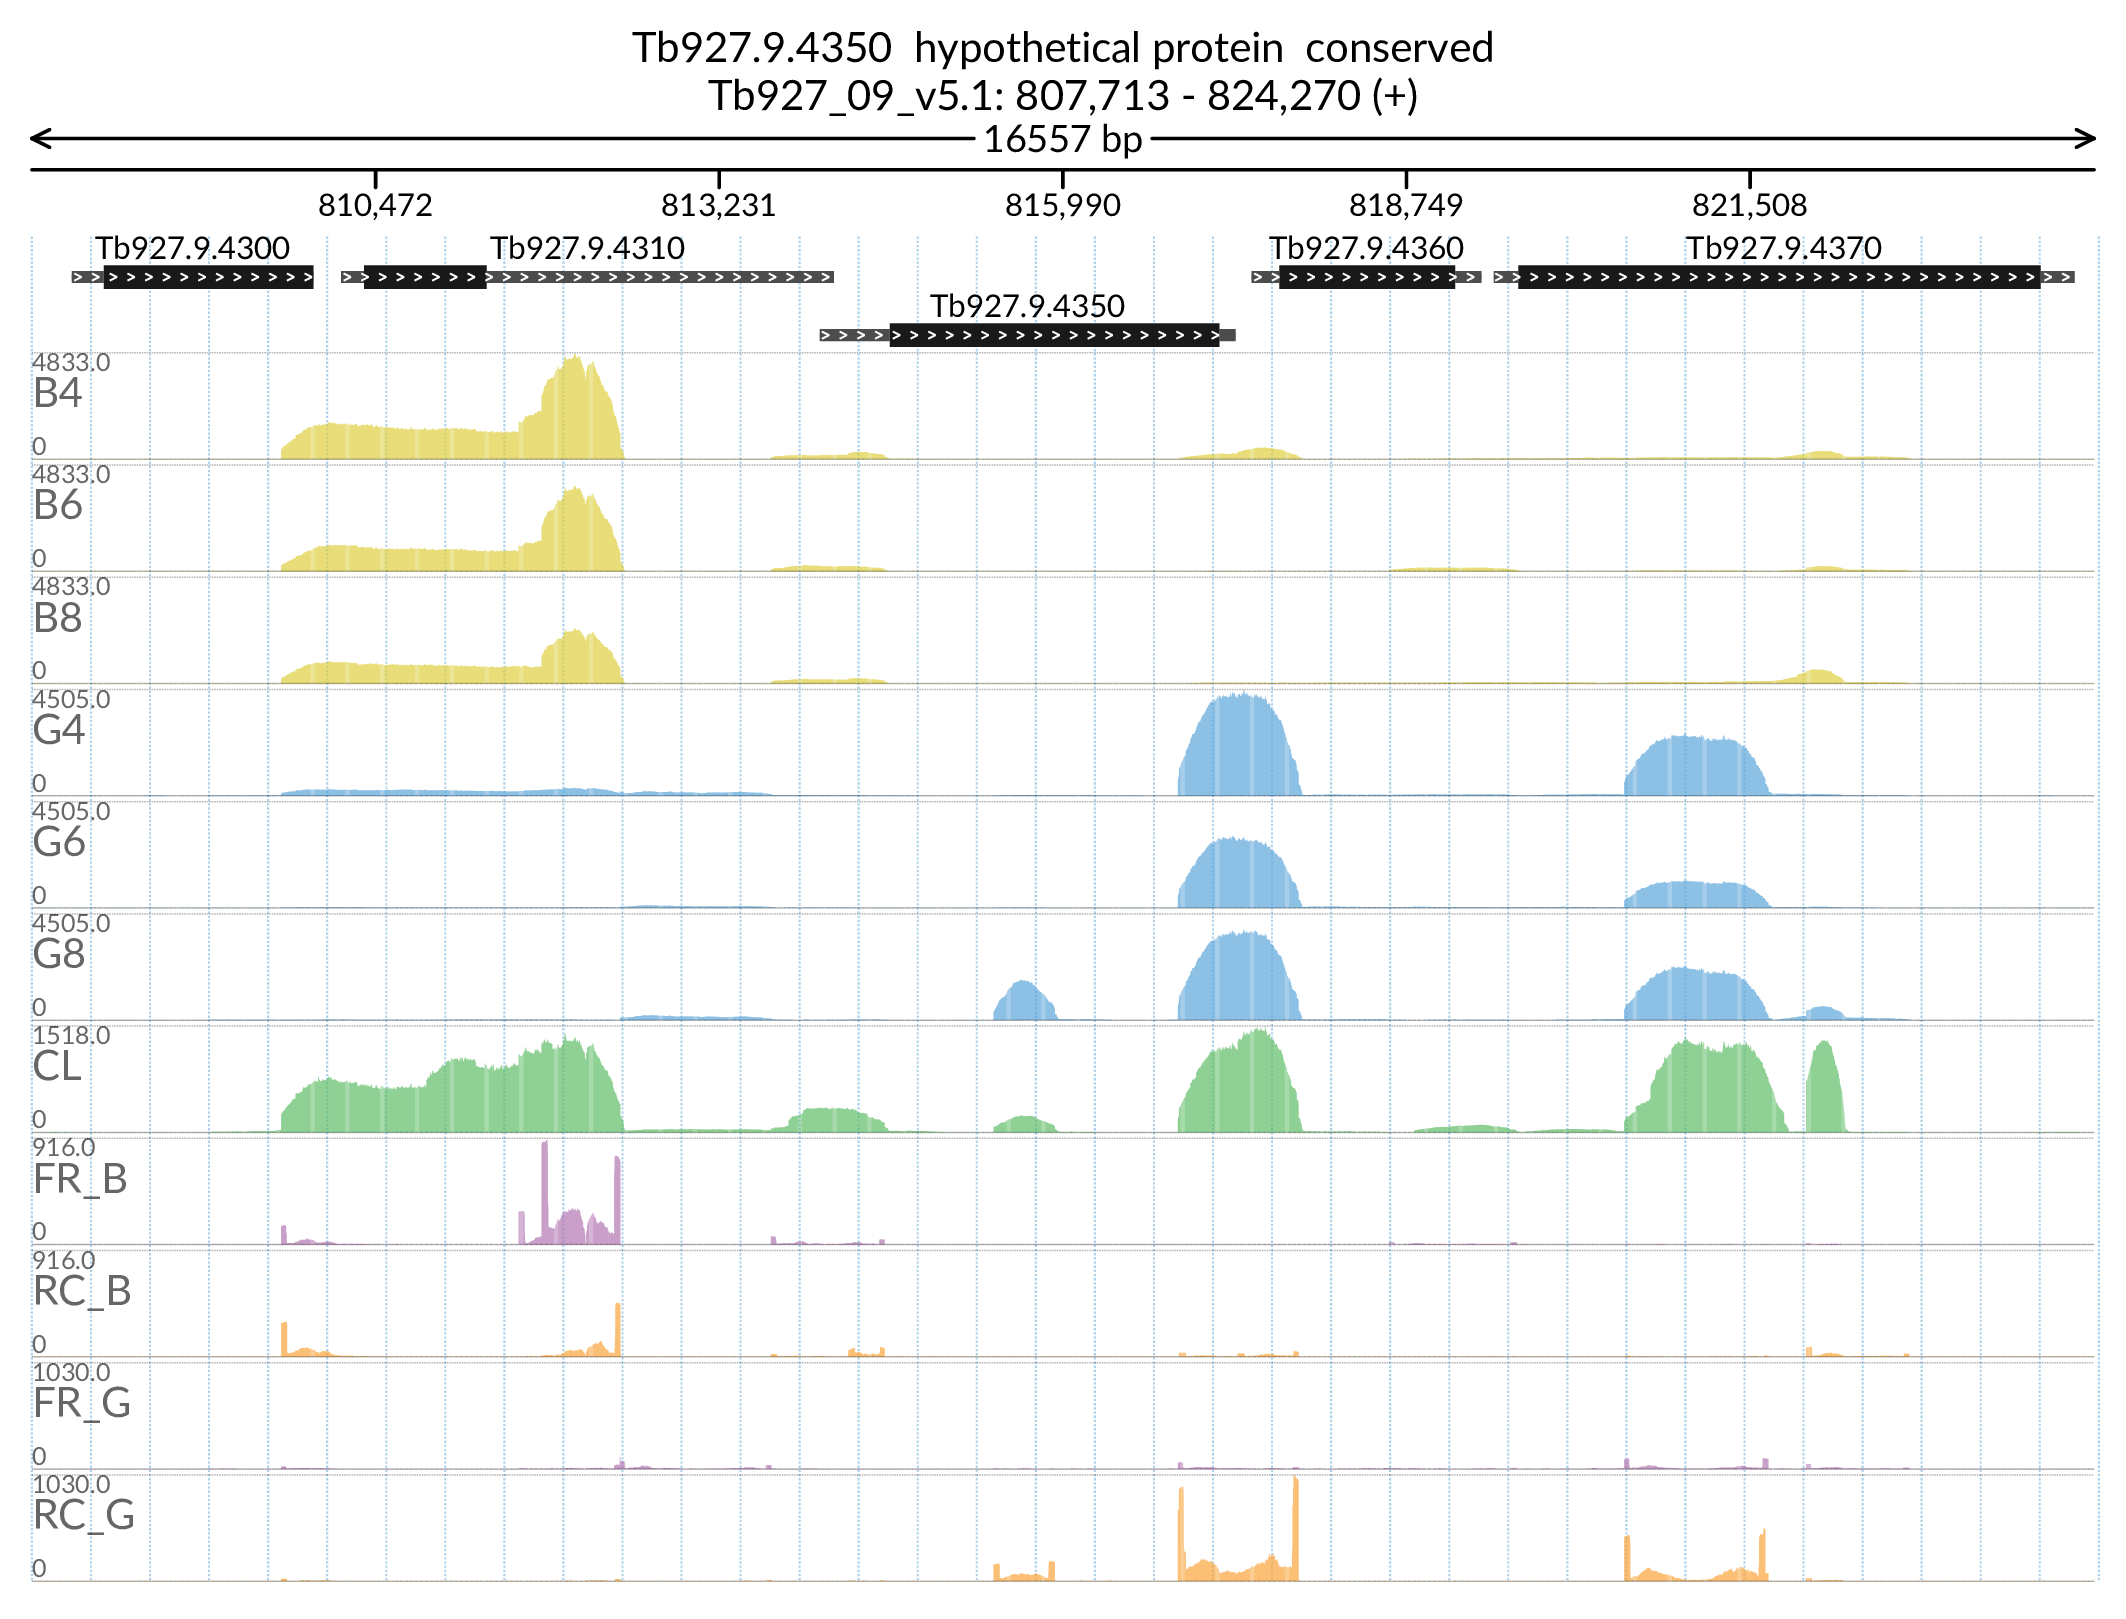 Tb927.9.4350  hypothetical protein  conserved
Tb927_09_v5.1: 807,713 - 824,270 (+)
16557 bp
810,472 813,231 815,990 818,749 821,508
Tb927.9.4300 Tb927.9.4310 Tb927.9.4360 Tb927.9.4370
Tb927.9.4350
4833.0
B4
0
4833.0
B6
0
4833.0
B8
0
4505.0
G4
0
4505.0
G6
0
4505.0
G8
0
1518.0
CL
0
916.0
FR_B
0
916.0
RC_B
0
1030.0
FR_G
0
1030.0
RC_G
0